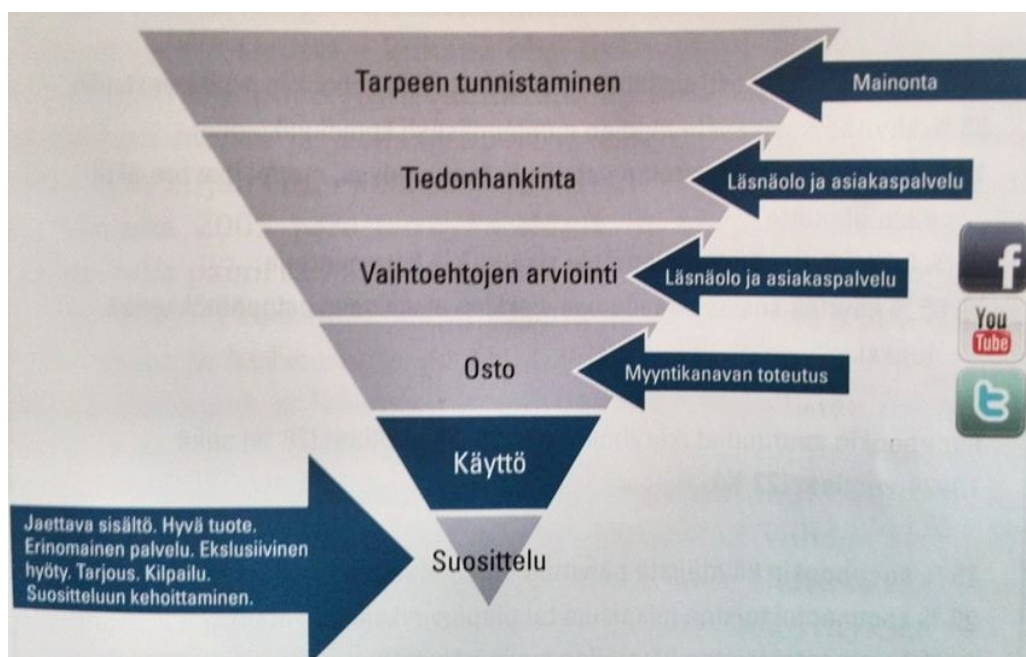 Tarpeen tunnistaminen
Mainonta
Tiedonhankinta
Läsnäolo ja asiakaspalvelu
Vaihtoehtojen arviointi
Läsnäolo ja asiakaspalvelu
f
You
Tube
Osto
Myyntikanavan toteutus
t
Käyttö
Jaettava sisältö. Hyvä tuote.
Erinomainen palvelu. Ekslusiivinen
hyöty. Tarjous. Kilpailu.
Suositteluun kehoittaminen.
Suosittelu